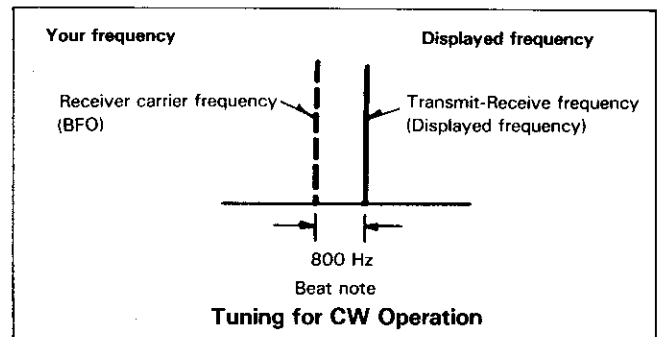 Your frequency
Displayed frequency
Receiver carrier frequency
(BFO)
Transmit-Receive frequency
(Displayed frequency)
800 Hz
Beat note
Tuning for CW Operation